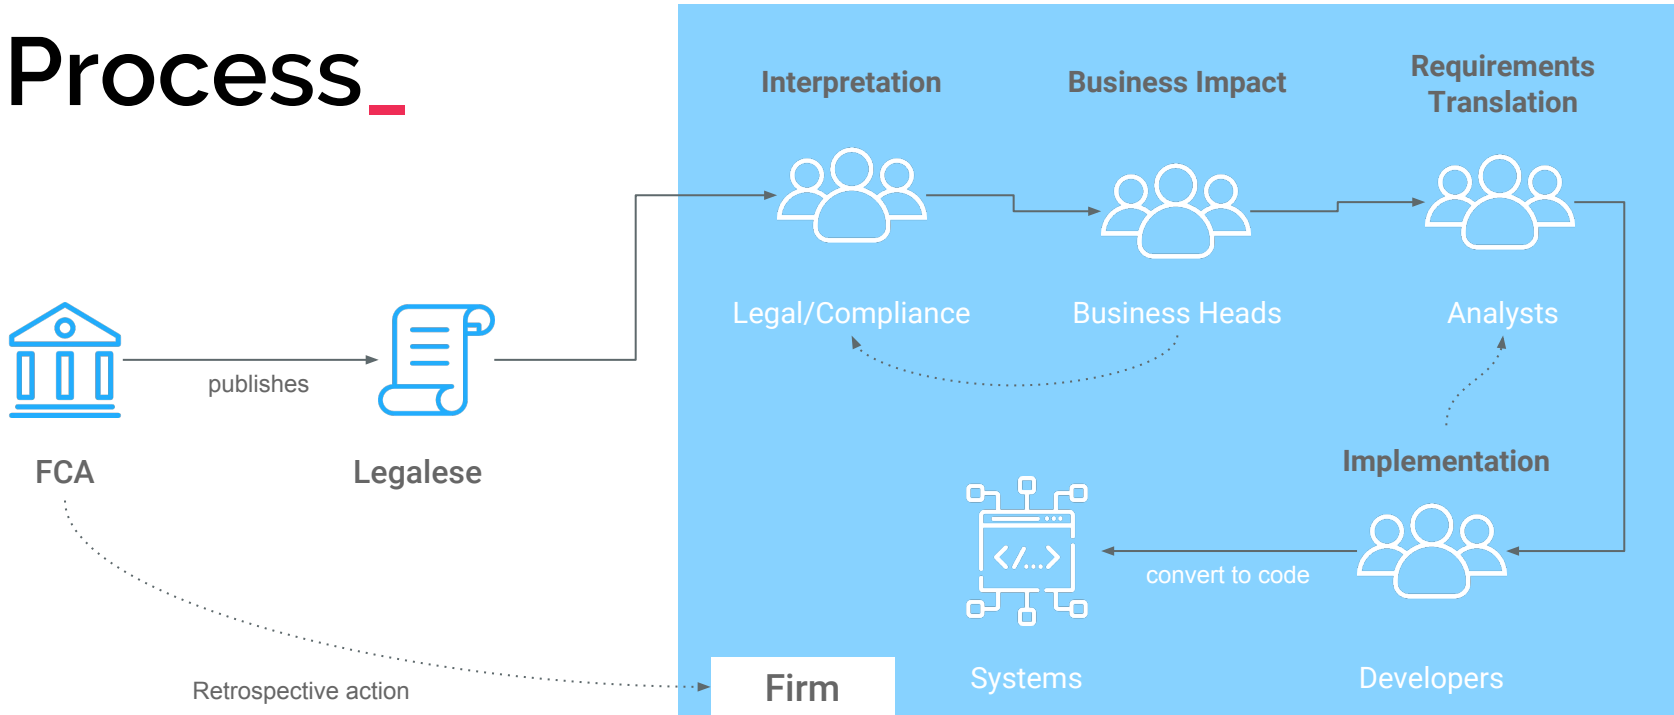 Process_
Interpretation
Business Impact
Requirements
Translation
Legal/Compliance
Business Heads
Analysts
publishes
FCA
Legalese
Implementation
</...>
convert to code
Systems
Developers
Retrospective action
Firm